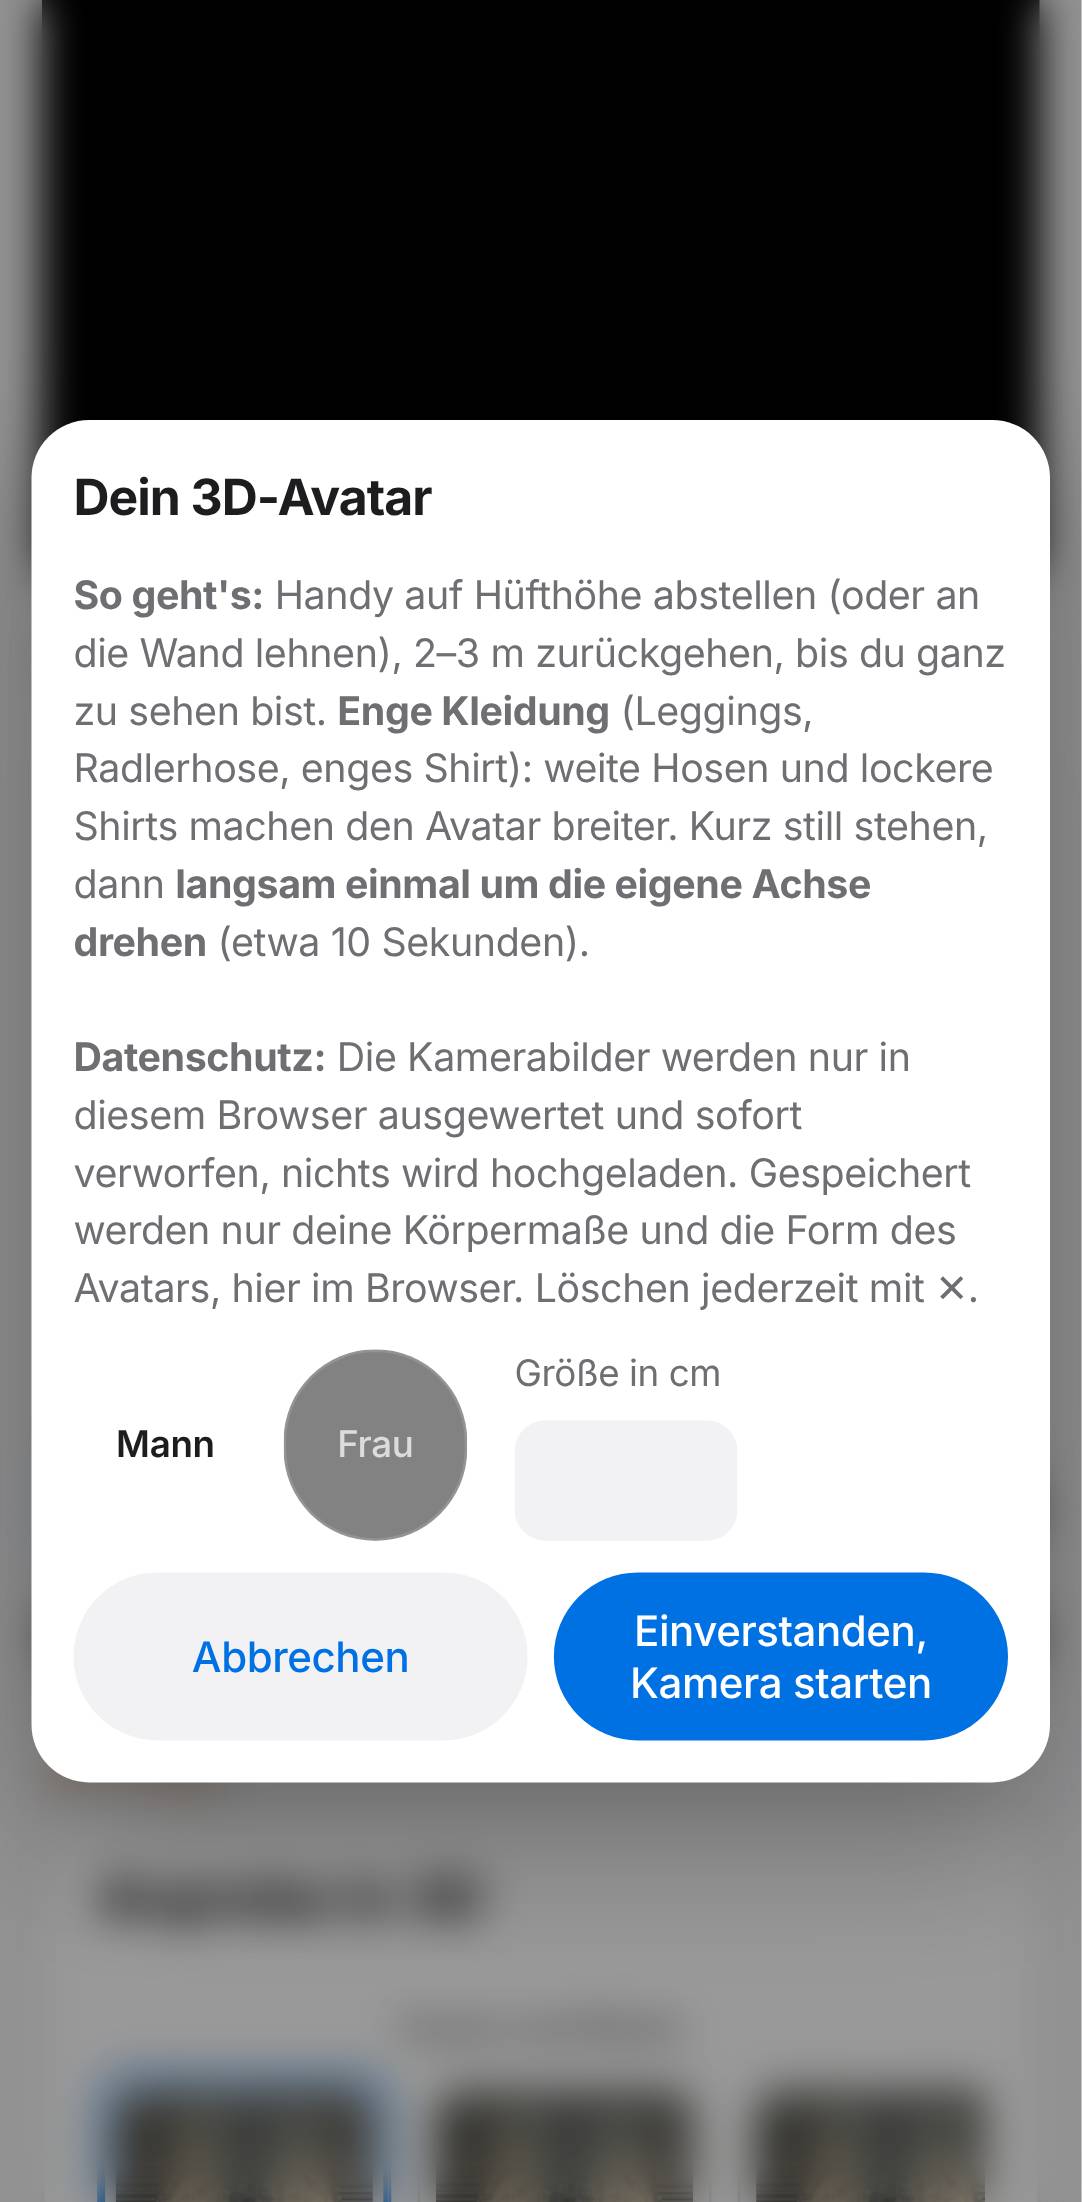 Dein 3D-Avatar
So geht's: Handy auf Hüfthöhe abstellen (oder an
die Wand lehnen), 2–3 m zurückgehen, bis du ganz
zu sehen bist. Enge Kleidung (Leggings,
Radlerhose, enges Shirt): weite Hosen und lockere
Shirts machen den Avatar breiter. Kurz still stehen,
dann langsam einmal um die eigene Achse
drehen (etwa 10 Sekunden).
Datenschutz: Die Kamerabilder werden nur in
diesem Browser ausgewertet und sofort
verworfen, nichts wird hochgeladen. Gespeichert
werden nur deine Körpermaße und die Form des
Avatars, hier im Browser. Löschen jederzeit mit ✕.
Größe in cm
Mann Frau
Abbrechen
Einverstanden,
Kamera starten